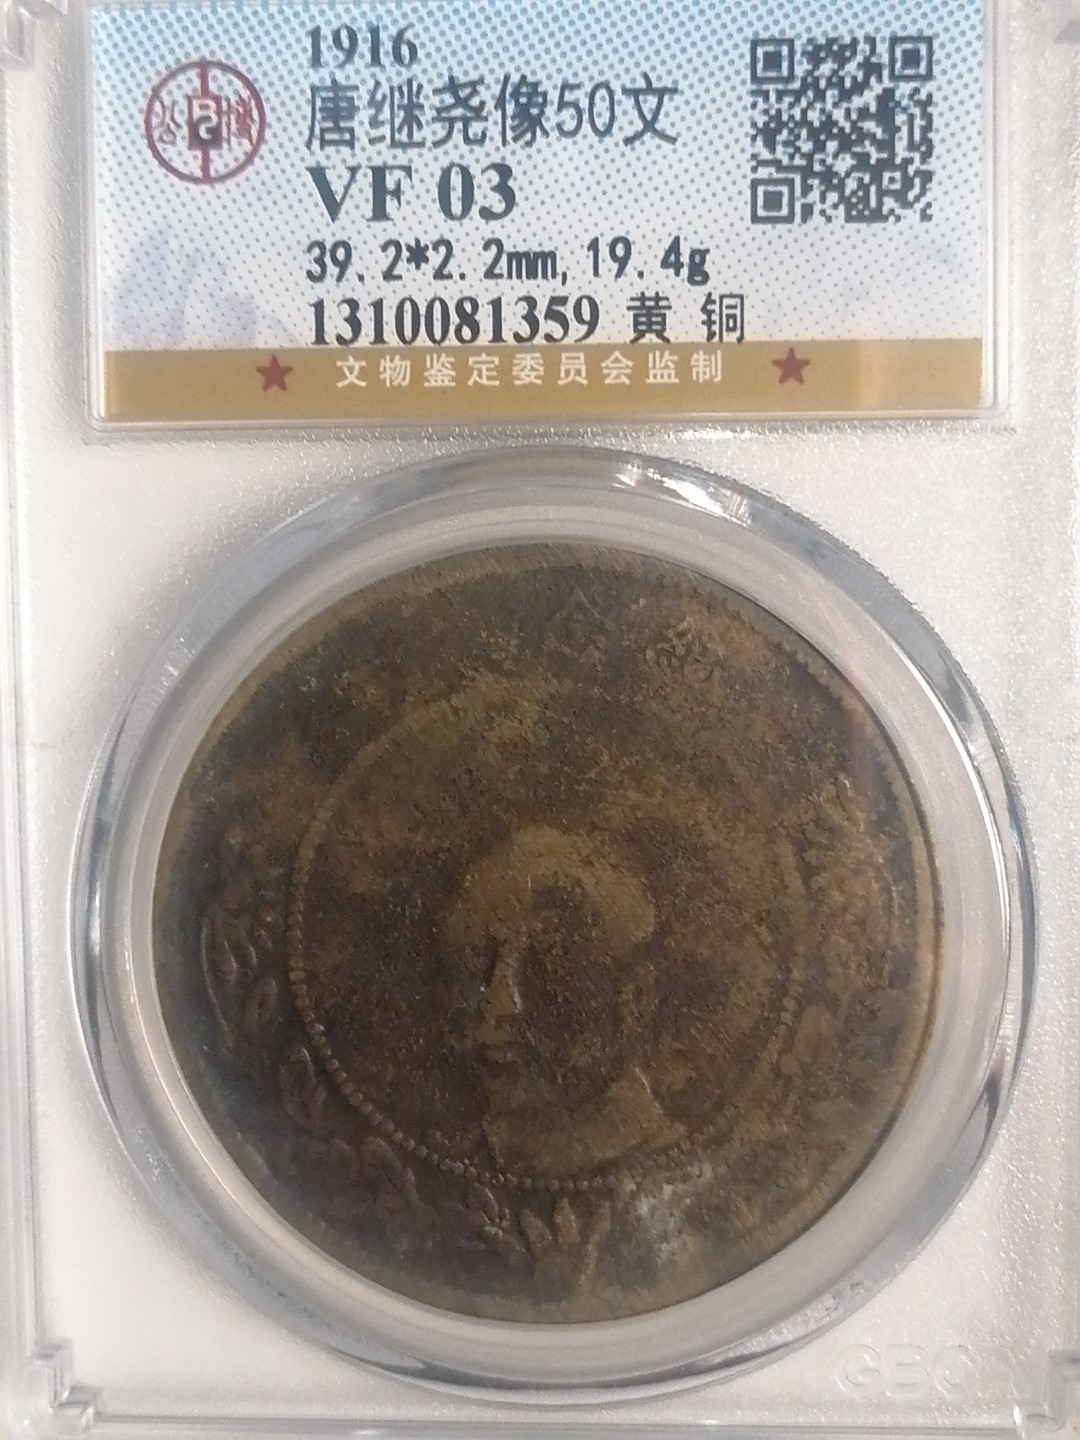 1916
唐继尧像50文
VF 03
39.2*2.2mm,19.4g
1310081359 黄 铜
★ 文物鉴定委员会监制 ★